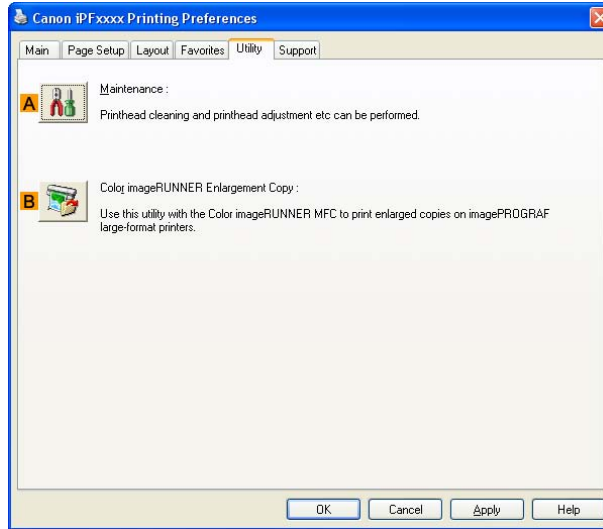 Canon iPFxxxx Printing Preferences
Main Page Setup Layout Favorites Utility Support
A
Maintenance :
Printhead cleaning and printhead adjustment etc can be performed.
B
Color imageRUNNER Enlargement Copy :
Use this utility with the Color imageRUNNER MFC to print enlarged copies on imagePROGRAF
large-format printers.
OK Cancel Apply Help